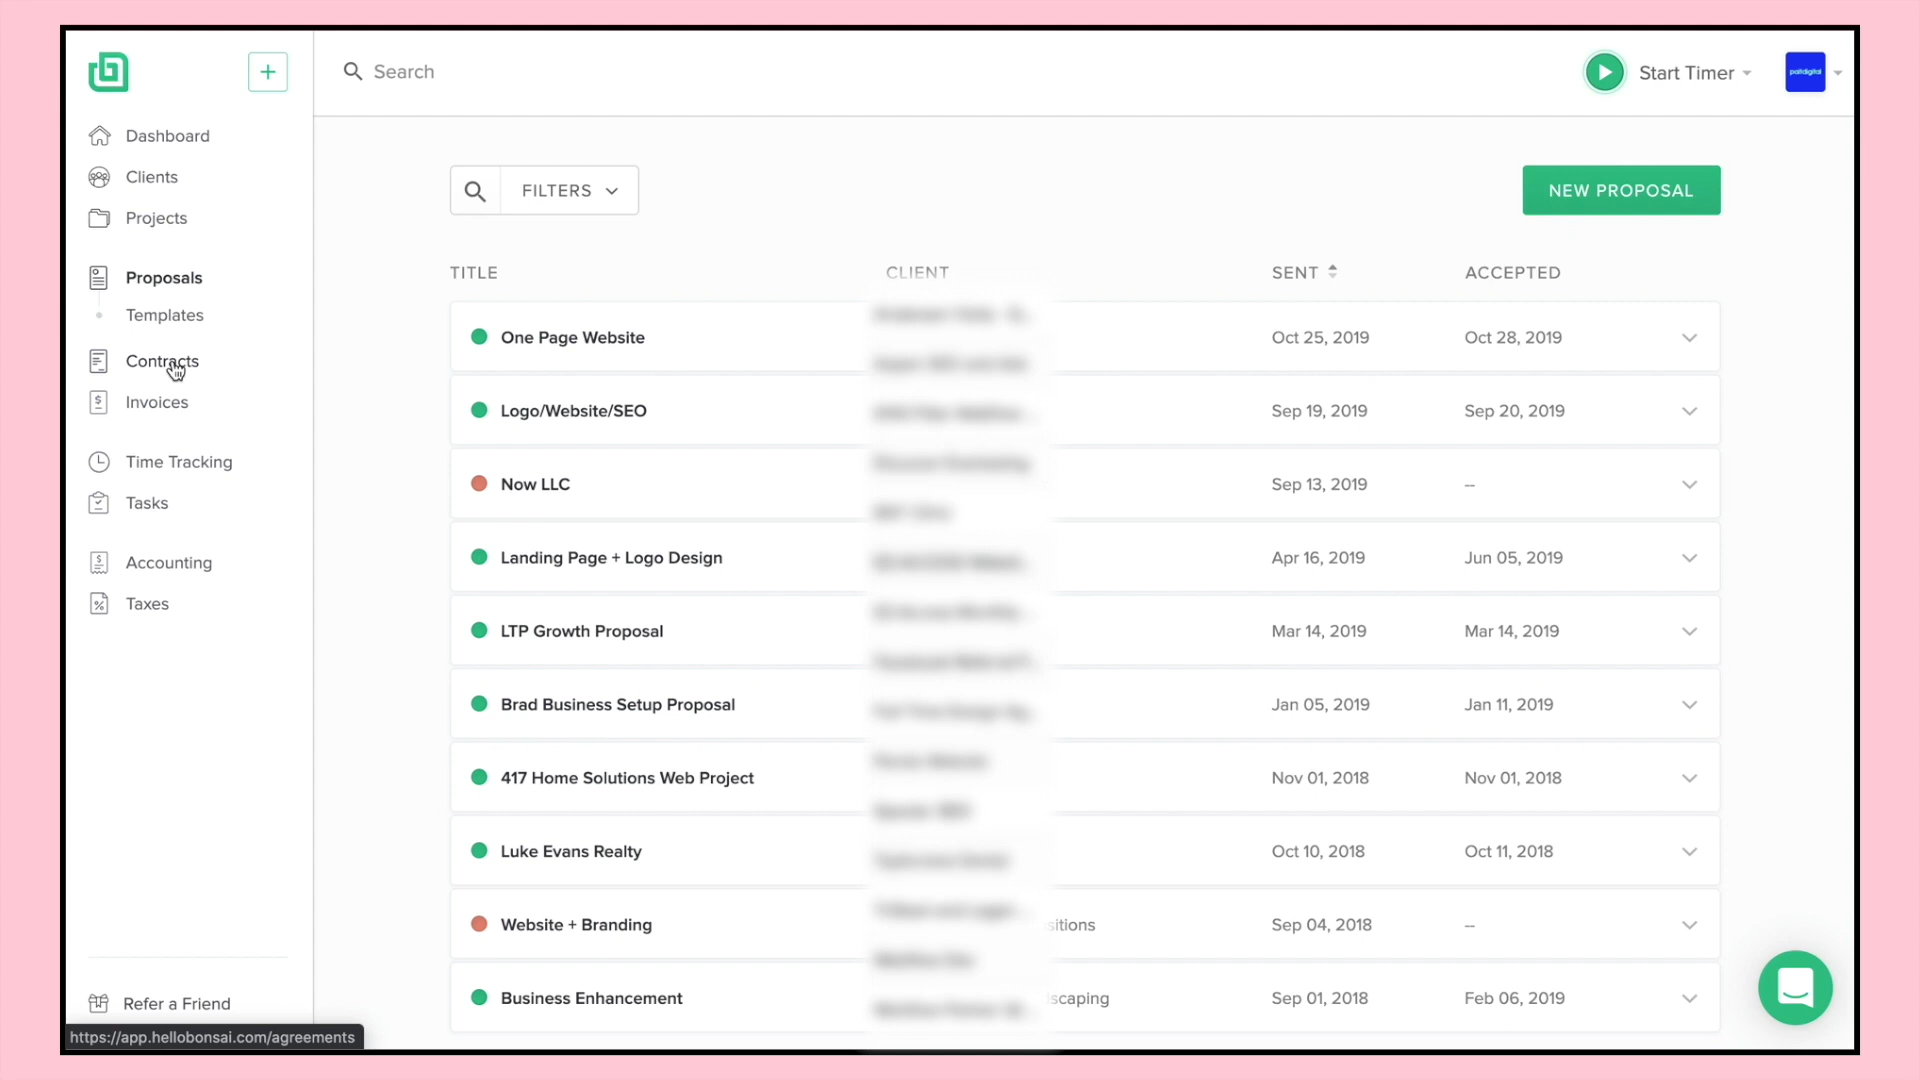 Search
Start Timer
Dashboard
Clients
Projects
Proposals
Templates
Contracts
Invoices
Time Tracking
Tasks
Accounting
Taxes
Refer a Friend
https://app.hellobonsai.com/agreements
FILTERS
NEW PROPOSAL
TITLE CLIENT SENT ACCEPTED
One Page Website Oct 25, 2019 Oct 28, 2019
Logo/Website/SEO Sep 19, 2019 Sep 20, 2019
Now LLC Sep 13, 2019 --
Landing Page + Logo Design Apr 16, 2019 Jun 05, 2019
LTP Growth Proposal Mar 14, 2019 Mar 14, 2019
Brad Business Setup Proposal Jan 05, 2019 Jan 11, 2019
417 Home Solutions Web Project Nov 01, 2018 Nov 01, 2018
Luke Evans Realty Oct 10, 2018 Oct 11, 2018
Website + Branding sitions Sep 04, 2018 --
Business Enhancement scaping Sep 01, 2018 Feb 06, 2019